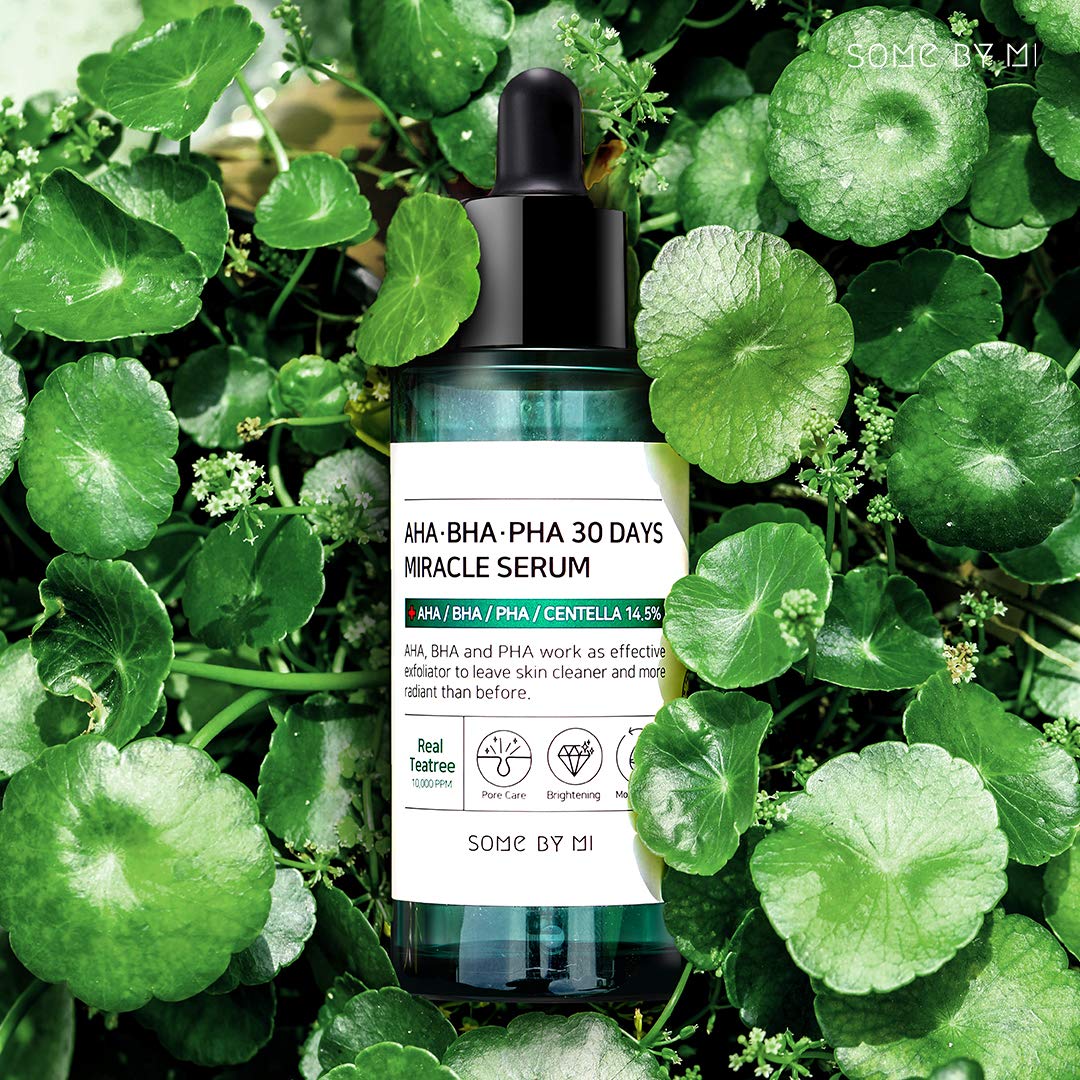 SOME BY MI
AHA·BHA·PHA 30 DAYS
MIRACLE SERUM
AHA / BHA / PHA / CENTELLA 14.5%
AHA, BHA and PHA work as effective
exfoliator to leave skin cleaner and more
radiant than before.
Real
Teatree
10,000 PPM
Pore Care
Brightening
SOME BY MI